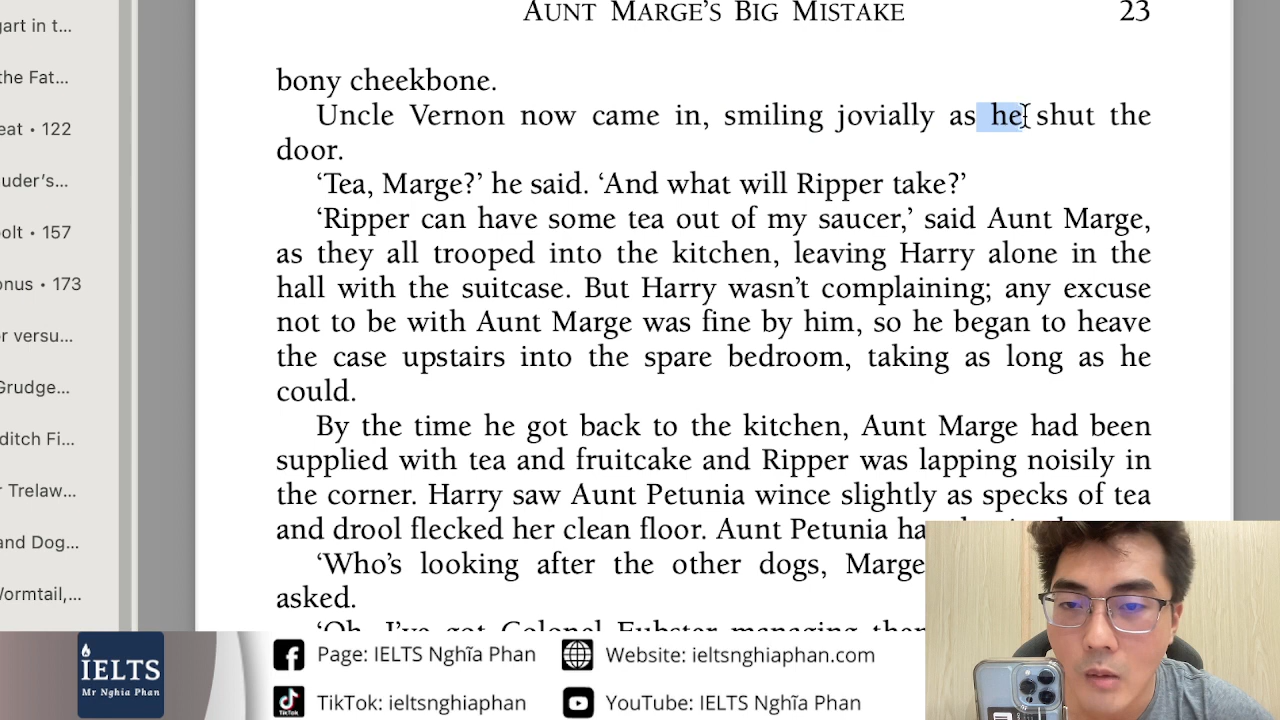 AUNT MARGE'S BIG MISTAKE 23
gart in t...
the Fat...
eat • 122
uder's...
olt • 157
onus • 173
r versu...
Grudge...
ditch Fi...
r Trelaw...
and Dog...
Wormtail,...
bony cheekbone.
Uncle Vernon now came in, smiling jovially as he shut the
door.
'Tea, Marge?' he said. 'And what will Ripper take?'
'Ripper can have some tea out of my saucer,' said Aunt Marge,
as they all trooped into the kitchen, leaving Harry alone in the
hall with the suitcase. But Harry wasn't complaining; any excuse
not to be with Aunt Marge was fine by him, so he began to heave
the case upstairs into the spare bedroom, taking as long as he
could.
By the time he got back to the kitchen, Aunt Marge had been
supplied with tea and fruitcake and Ripper was lapping noisily in
the corner. Harry saw Aunt Petunia wince slightly as specks of tea
and drool flecked her clean floor. Aunt Petunia
'Who's looking after the other dogs, Marge
asked.
'Oh, I've got Colonel Fubster managing
IELTS
Mr Nghia Phan
Page: IELTS Nghĩa Phan
Website: ieltsnghiaphan.com
TikTok: ieltsnghiaphan
YouTube: IELTS Nghĩa Phan